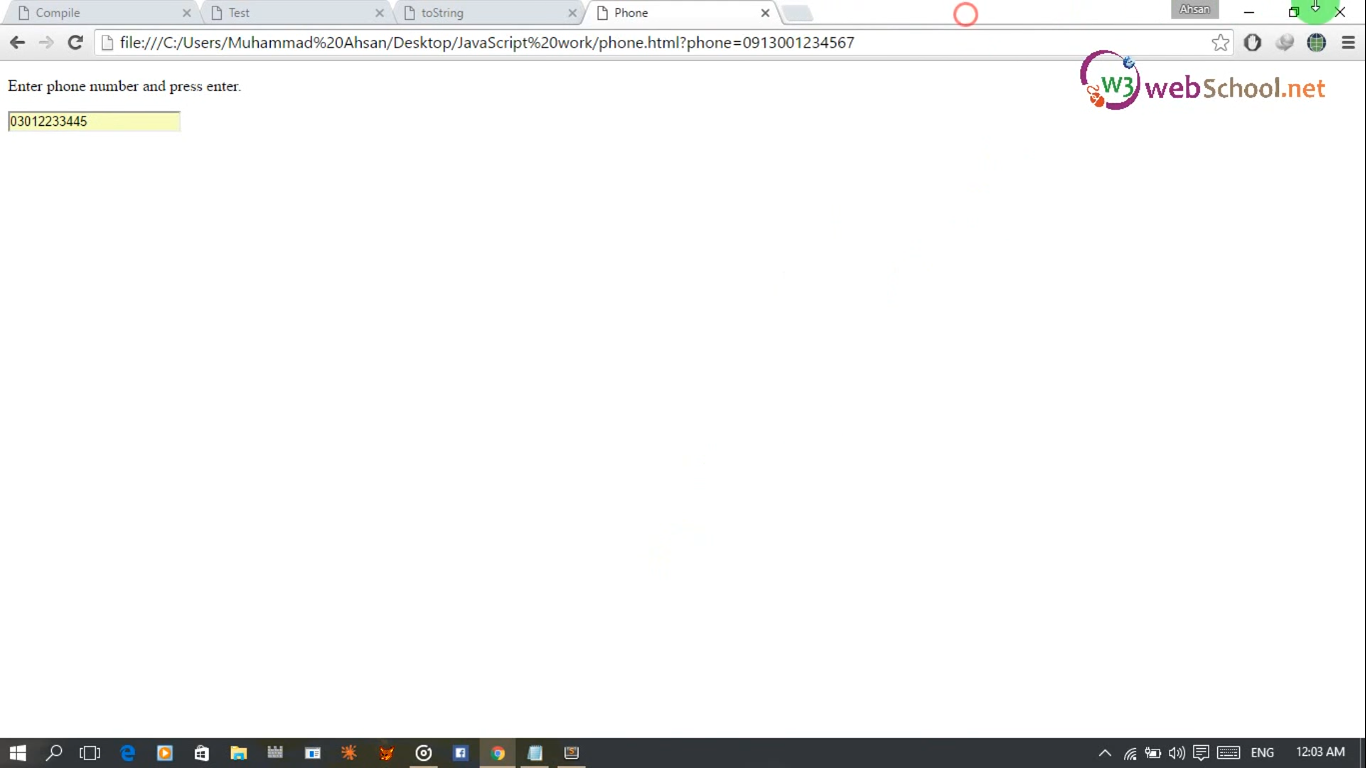 Compile
Test
toString
Phone
Ahsan
file:///C:/Users/Muhammad%20Ahsan/Desktop/JavaScript%20work/phone.html?phone=0913001234567
W3 webSchool.net
Enter phone number and press enter.
03012233445
ENG
12:03 AM